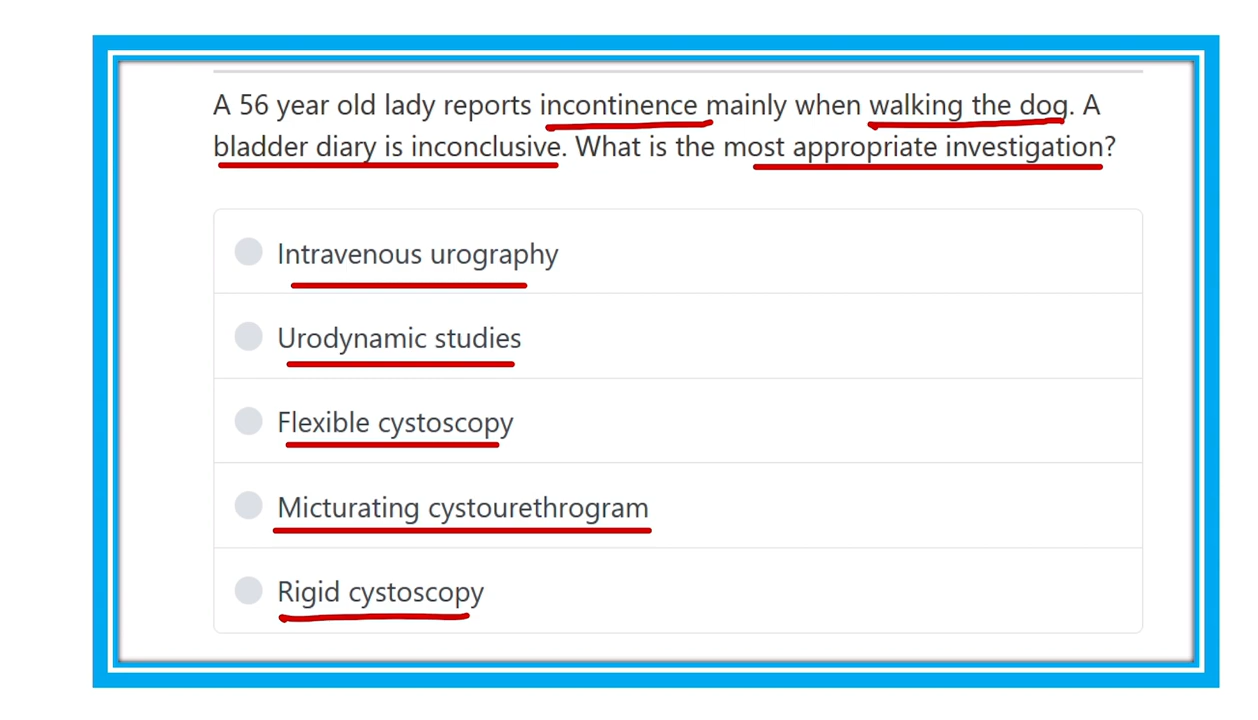 A 56 year old lady reports incontinence mainly when walking the dog. A
bladder diary is inconclusive. What is the most appropriate investigation?
Intravenous urography
Urodynamic studies
Flexible cystoscopy
Micturating cystourethrogram
Rigid cystoscopy